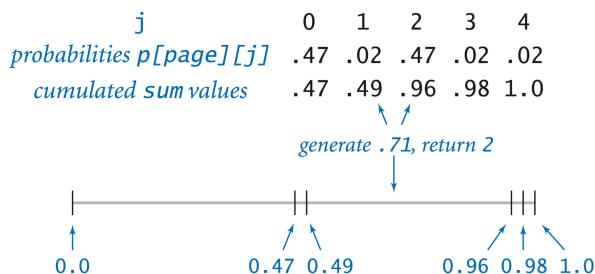 j 0 1 2 3 4
probabilities p[page][j] .47 .02 .47 .02 .02
cumulated sum values .47 .49 .96 .98 1.0
generate .71, return 2
0.0 0.47 0.49 0.96 0.98 1.0